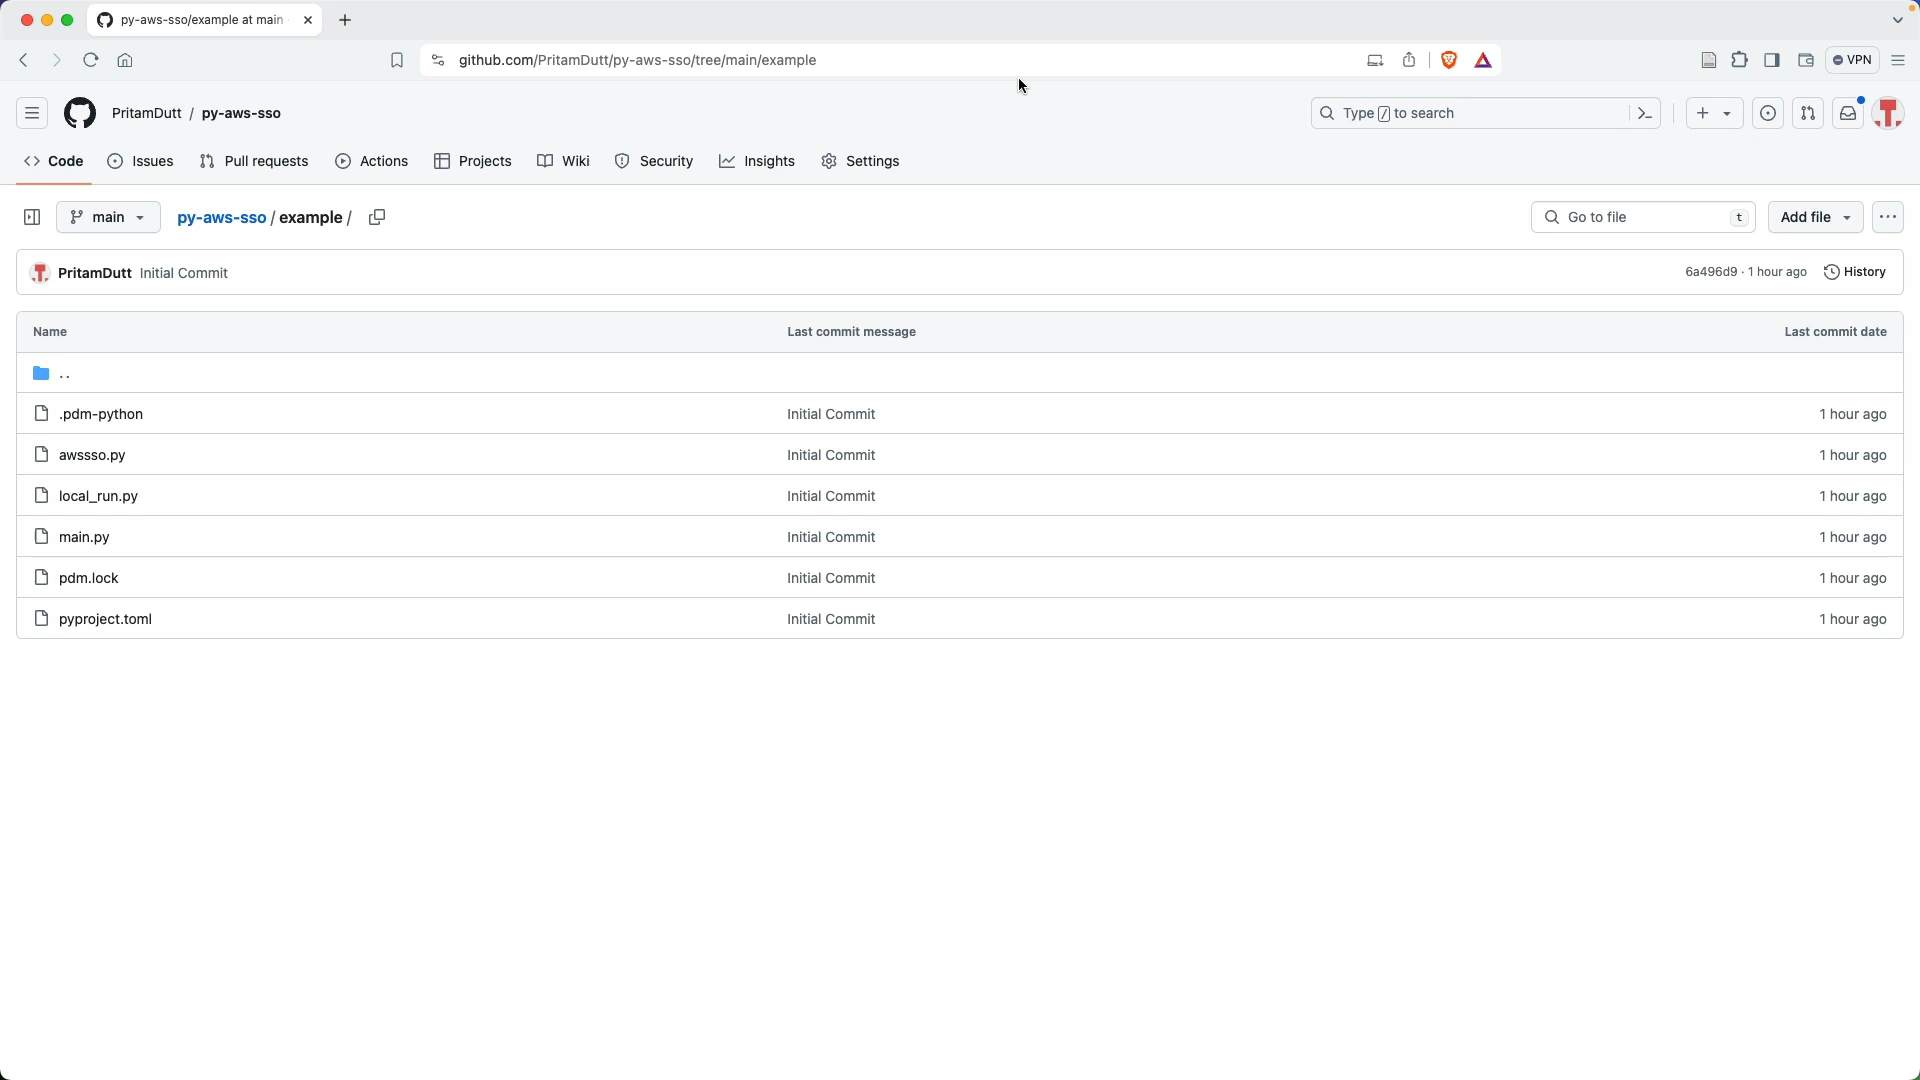 py-aws-sso/example at main
github.com/PritamDutt/py-aws-sso/tree/main/example
VPN
PritamDutt / py-aws-sso
Type / to search
Code Issues Pull requests Actions Projects Wiki Security Insights Settings
main py-aws-sso / example / Go to file t Add file
PritamDutt Initial Commit 6a496d9 · 1 hour ago History
Name Last commit message Last commit date
..
.pdm-python Initial Commit 1 hour ago
awssso.py Initial Commit 1 hour ago
local_run.py Initial Commit 1 hour ago
main.py Initial Commit 1 hour ago
pdm.lock Initial Commit 1 hour ago
pyproject.toml Initial Commit 1 hour ago